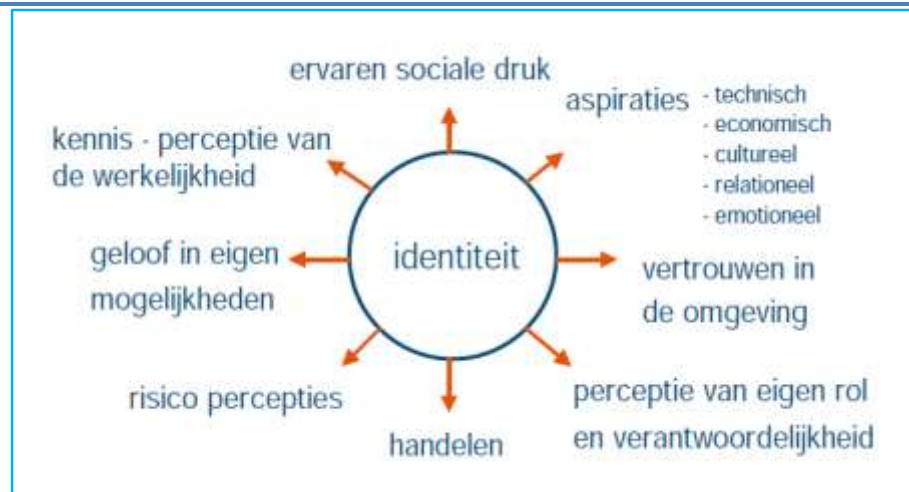 ervaren sociale druk
aspiraties
- technisch
- economisch
- cultureel
- relationeel
- emotioneel
kennis - perceptie van
de werkelijkheid
geloof in eigen
mogelijkheden
identiteit
vertrouwen in
de omgeving
risico percepties
handelen
perceptie van eigen rol
en verantwoordelijkheid